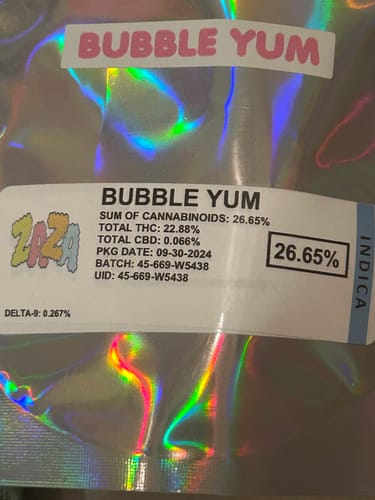 BUBBLE YUM
BUBBLE YUM
SUM OF CANNABINOIDS: 26.65%
TOTAL THC: 22.88%
TOTAL CBD: 0.066%
PKG DATE: 09-30-2024
BATCH: 45-669-W5438
UID: 45-669-W5438
ZAZA
26.65%
INDICA
DELTA-9: 0.267%